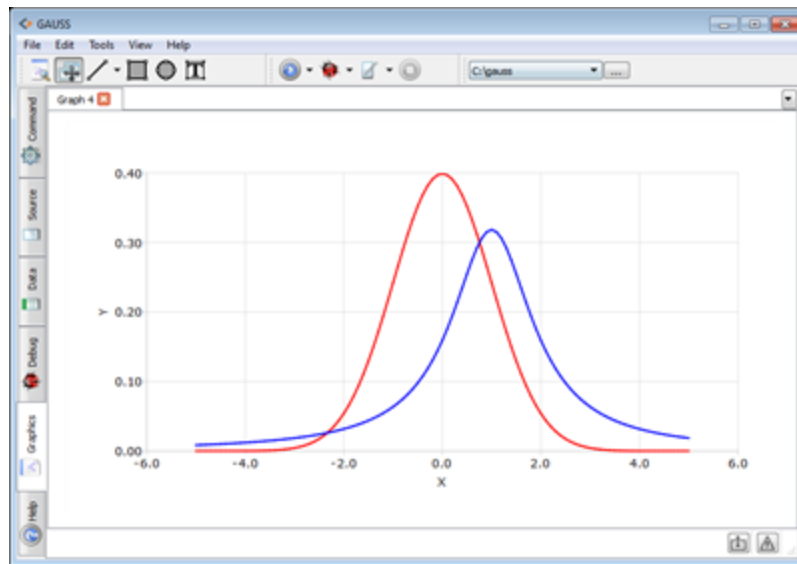 GAUSS
File Edit Tools View Help
T
C:\gauss ...
Graph 4
Command
Source
Data
Debug
Graphics
Help
0.40
0.30
Y 0.20
0.10
0.00
-6.0 -4.0 -2.0 0.0 2.0 4.0 6.0
X